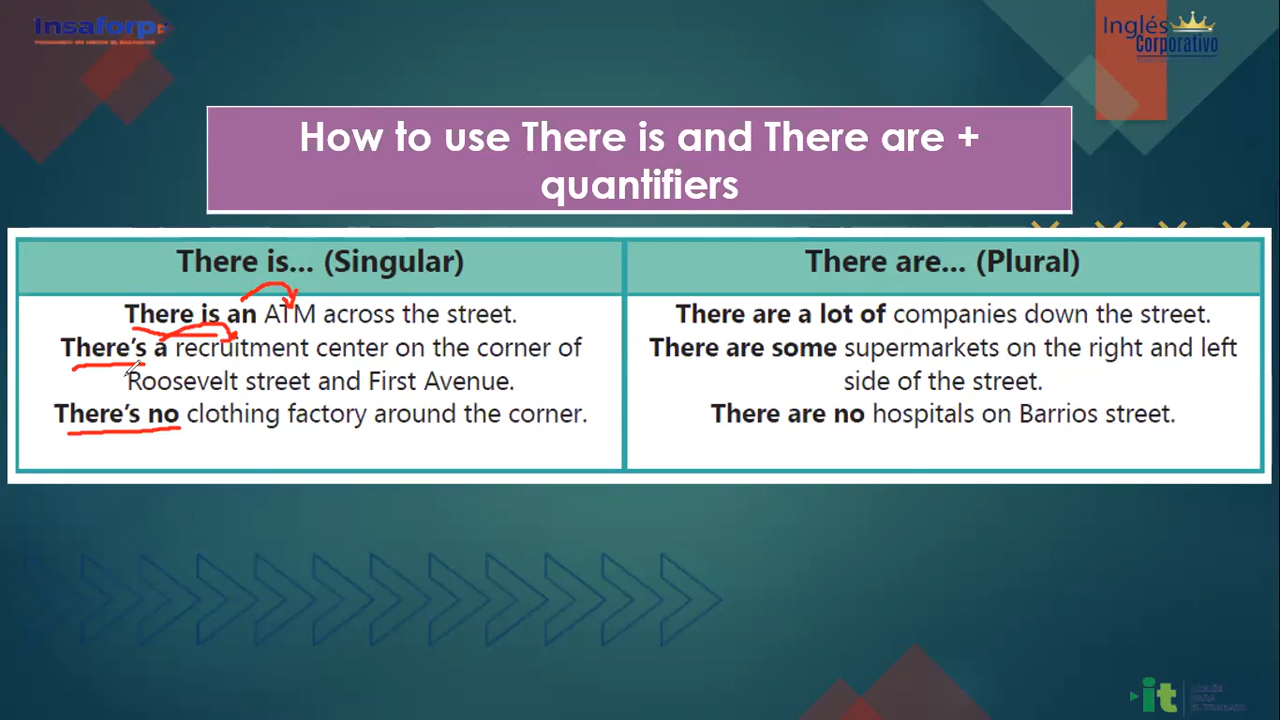 Insaforp
Inglés
Corporativo
How to use There is and There are +
quantifiers
There is... (Singular)
There are... (Plural)
There is an ATM across the street.
There's a recruitment center on the corner of
Roosevelt street and First Avenue.
There's no clothing factory around the corner.
There are a lot of companies down the street.
There are some supermarkets on the right and left
side of the street.
There are no hospitals on Barrios street.
it